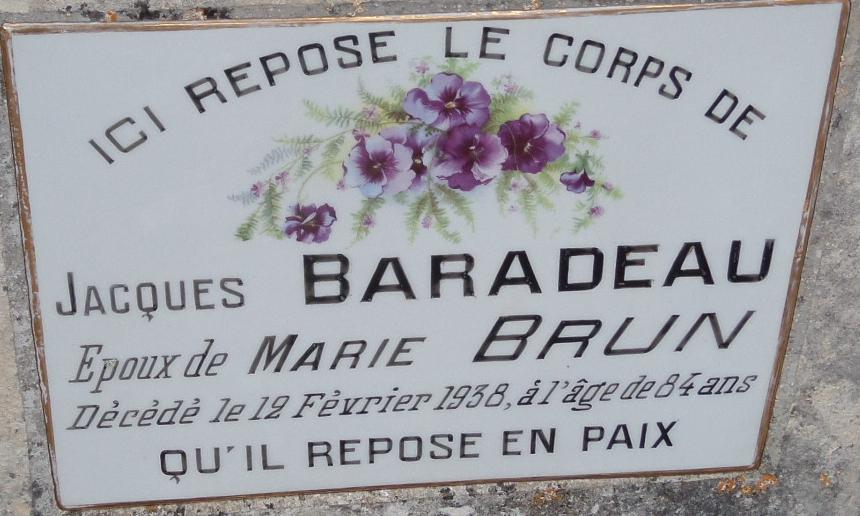 ICI REPOSE LE CORPS DE
JACQUES BARADEAU
Epoux de MARIE BRUN
Décédé le 12 Février 1938, à l'âge de 84 ans
QU'IL REPOSE EN PAIX